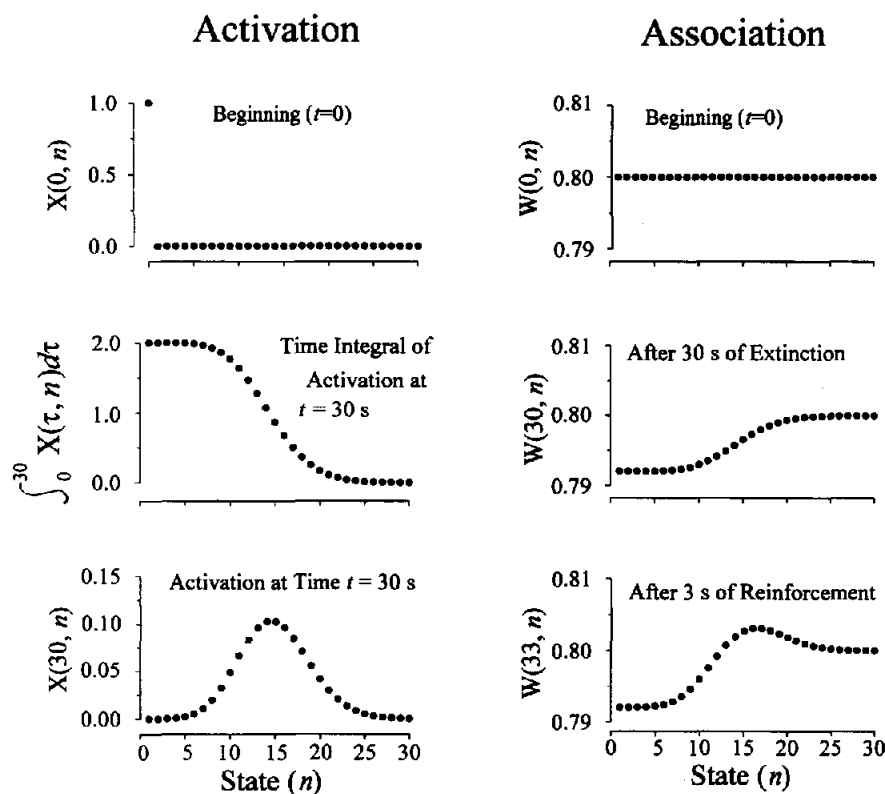 Activation
Association
1.0
0.5
0.0
X(0, n)
Beginning (t=0)
0.81
0.80
0.79
W(0, n)
Beginning (t=0)
2.0
1.0
0.0
∫₀³⁰ X(τ, n)dτ
Time Integral of
Activation at
t = 30 s
0.81
0.80
0.79
W(30, n)
After 30 s of Extinction
0.15
0.10
0.05
0.00
X(30, n)
Activation at Time t = 30 s
0 5 10 15 20 25 30
State (n)
0.81
0.80
0.79
W(33, n)
After 3 s of Reinforcement
0 5 10 15 20 25 30
State (n)